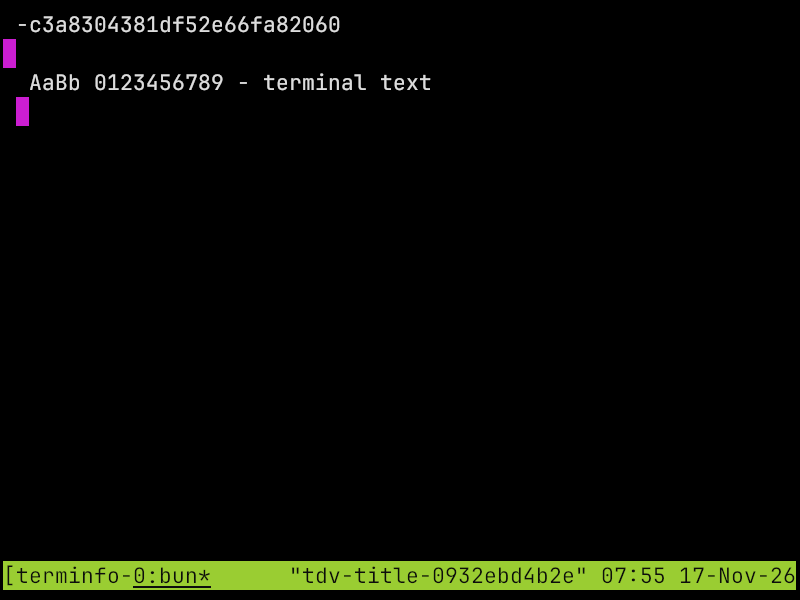 -c3a8304381df52e66fa82060
AaBb 0123456789 - terminal text
[terminfo-0:bun* "tdv-title-0932ebd4b2e" 07:55 17-Nov-26